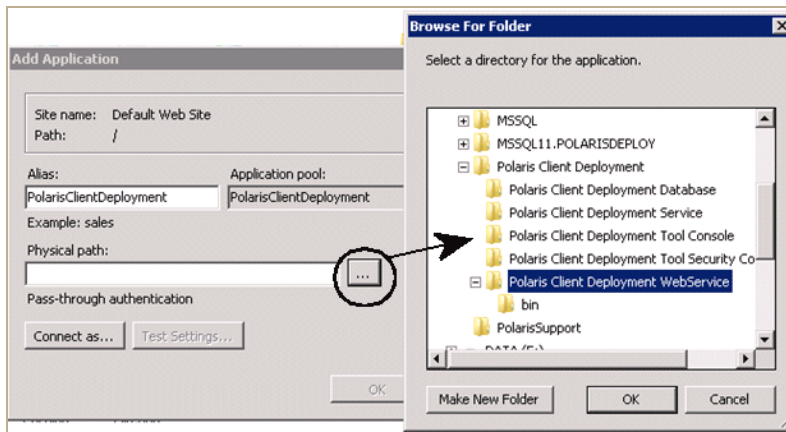 Add Application
Site name: Default Web Site
Path: /
Alias:
Application pool:
PolarisClientDeployment
PolarisClientDeployment
Example: sales
Physical path:
...
Pass-through authentication
Connect as...
Test Settings...
OK
Browse For Folder
Select a directory for the application.
MSSQL
MSSQL11.POLARISDEPLOY
Polaris Client Deployment
Polaris Client Deployment Database
Polaris Client Deployment Service
Polaris Client Deployment Tool Console
Polaris Client Deployment Tool Security Co
Polaris Client Deployment WebService
bin
PolarisSupport
Make New Folder
OK
Cancel